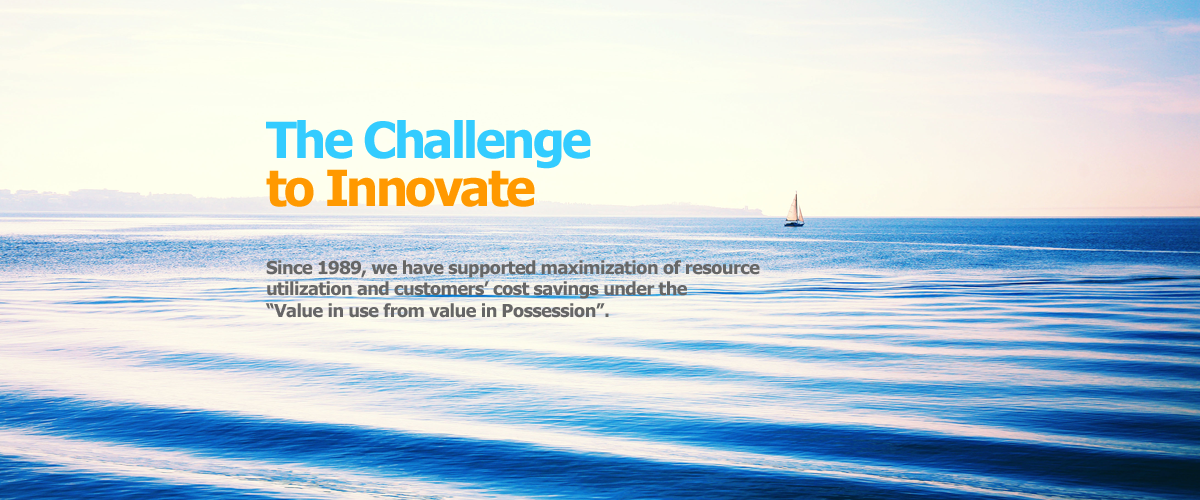 The Challenge
to Innovate
Since 1989, we have supported maximization of resource
utilization and customers’ cost savings under the
“Value in use from value in Possession”.